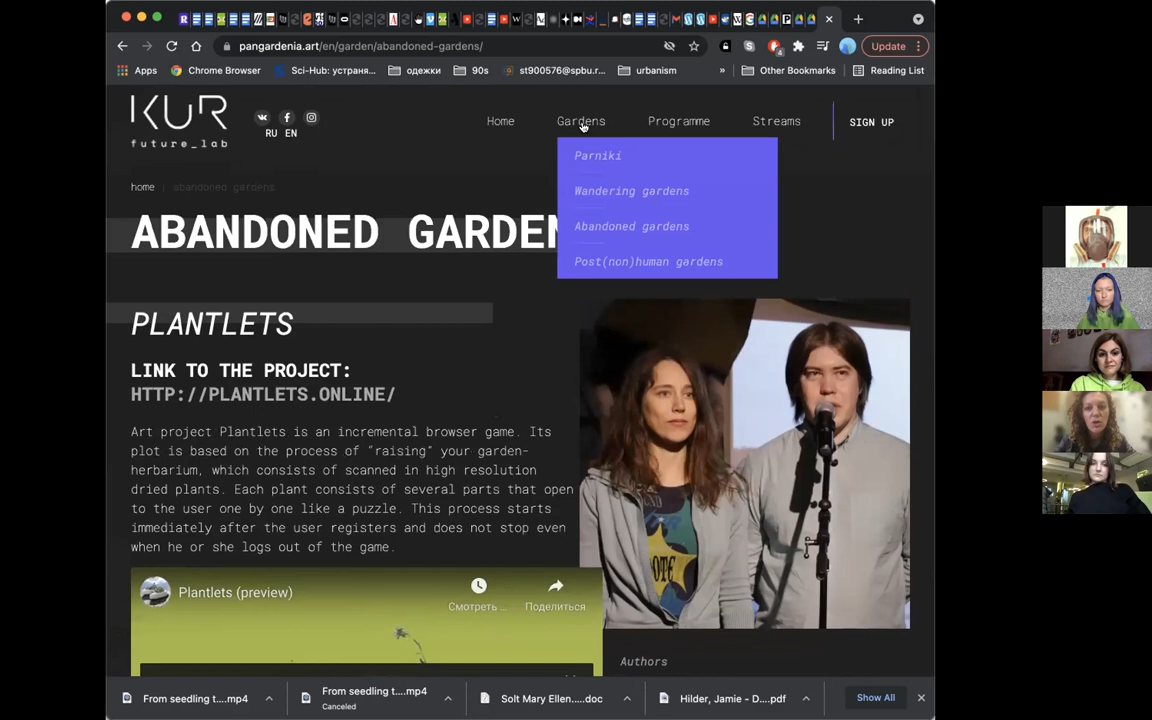 pangardenia.art/en/garden/abandoned-gardens/
Update
Apps
Chrome Browser
Sci-Hub: устраня...
одежки
90s
st900576@spbu.r...
urbanism
»
Other Bookmarks
Reading List
KUR
future_lab
RU EN
Home
Gardens
Programme
Streams
SIGN UP
Parniki
Wandering gardens
Abandoned gardens
Post(non)human gardens
home | abandoned gardens
ABANDONED GARDEN
PLANTLETS
LINK TO THE PROJECT:
HTTP://PLANTLETS.ONLINE/
Art project Plantlets is an incremental browser game. Its
plot is based on the process of “raising” your garden-
herbarium, which consists of scanned in high resolution
dried plants. Each plant consists of several parts that open
to the user one by one like a puzzle. This process starts
immediately after the user registers and does not stop even
when he or she logs out of the game.
Plantlets (preview)
Смотреть ...
Поделиться
VOTE
Authors
From seedling t....mp4
From seedling t....mp4
Canceled
Solt Mary Ellen.....doc
Hilder, Jamie - D....pdf
Show All